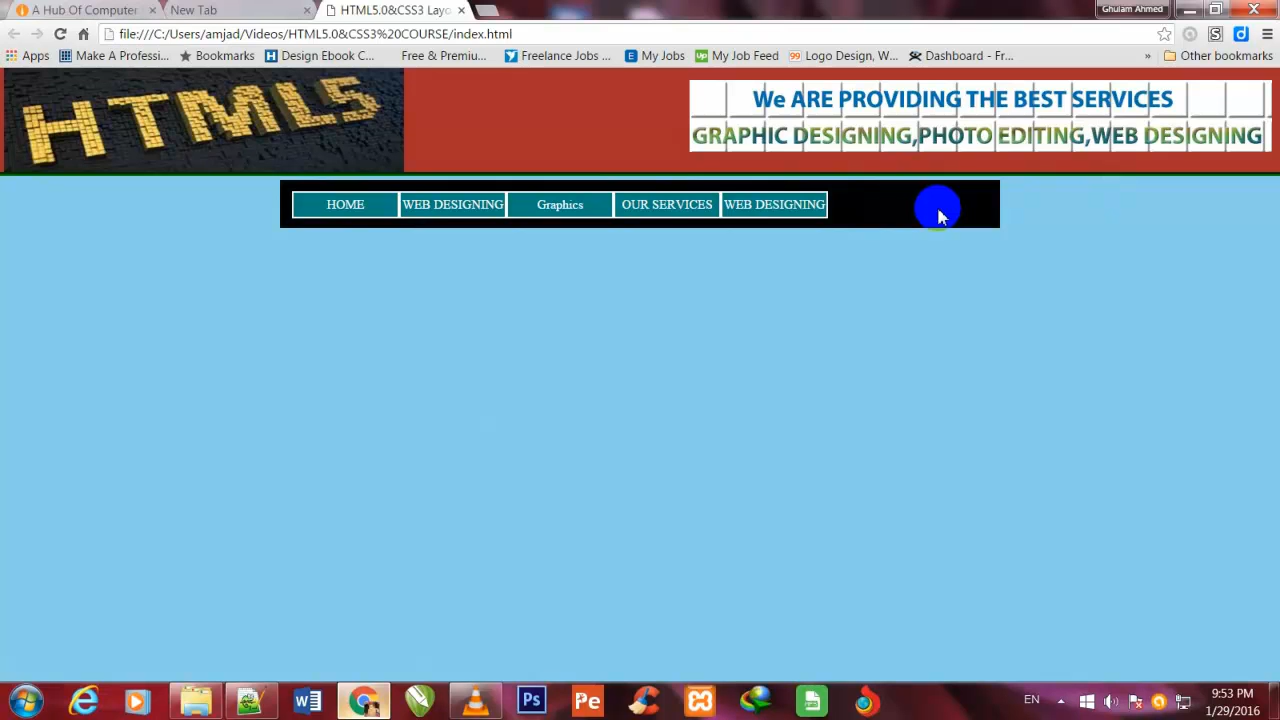 Ghulam Ahmed
A Hub Of Computer
New Tab
HTML5.0&CSS3 Layo
file:///C:/Users/amjad/Videos/HTML5.0&CSS3%20COURSE/index.html
Apps
Make A Professi...
Bookmarks
Design Ebook C...
Free & Premiu...
Freelance Jobs ...
My Jobs
My Job Feed
Logo Design, W...
Dashboard - Fr...
»
Other bookmarks
HTML5
We ARE PROVIDING THE BEST SERVICES
GRAPHIC DESIGNING,PHOTO EDITING,WEB DESIGNING
HOME WEB DESIGNING Graphics OUR SERVICES WEB DESIGNING
EN
9:53 PM
1/29/2016